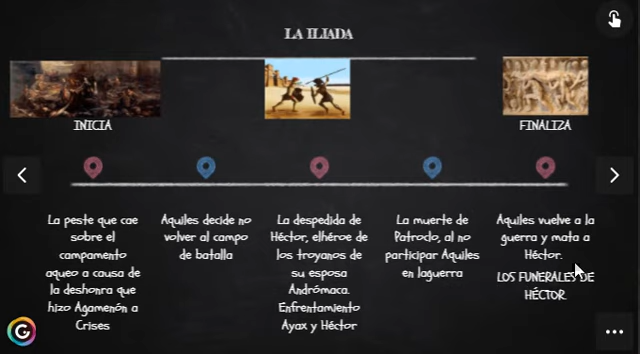 LA ILIADA
INICIA
FINALIZA
La peste que cae
sobre el
campamento
aqueo a causa de
la deshonra que
hizo Agamenón a
Crises
Aquiles decide no
volver al campo
de batalla
La despedida de
Héctor, elhéroe de
los troyanos de
su esposa
Andrómaca.
Enfrentamiento
Ayax y Héctor
La muerte de
Patroclo, al no
participar Aquiles
en laguerra
Aquiles vuelve a la
guerra y mata a
Héctor.
LOS FUNERALES DE
HÉCTOR